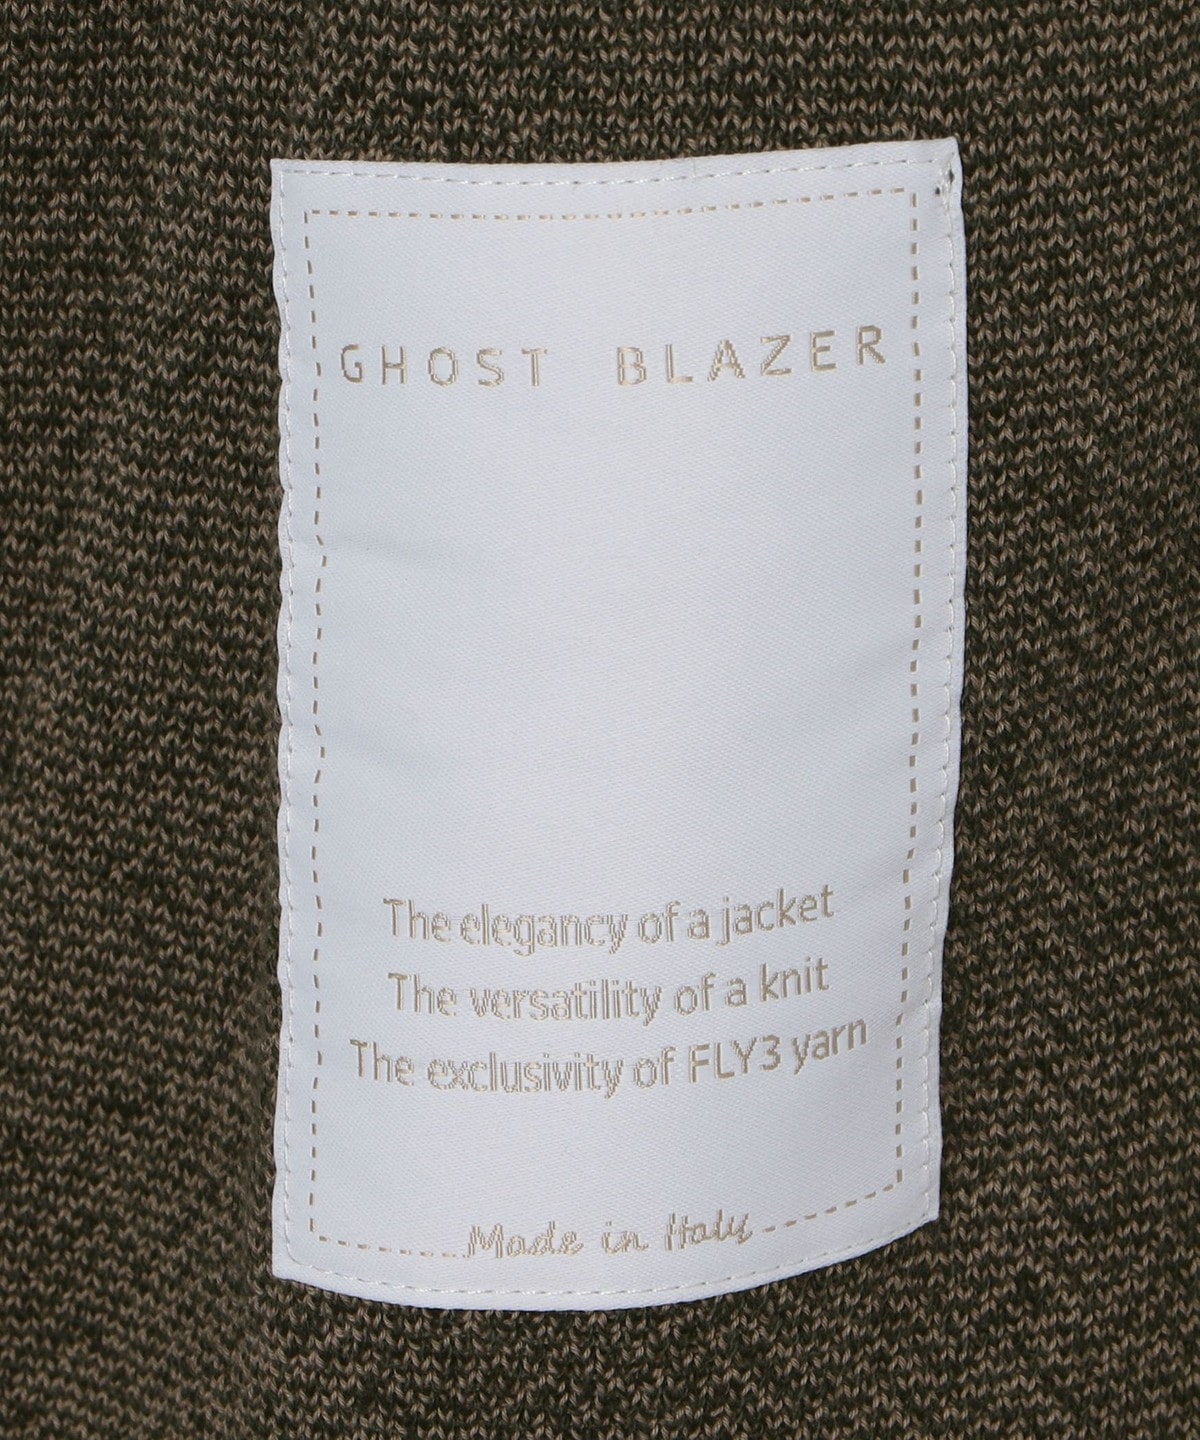 GHOST BLAZER
The elegancy of a jacket
The versatility of a knit
The exclusivity of FLY3 yarn
Made in Italy